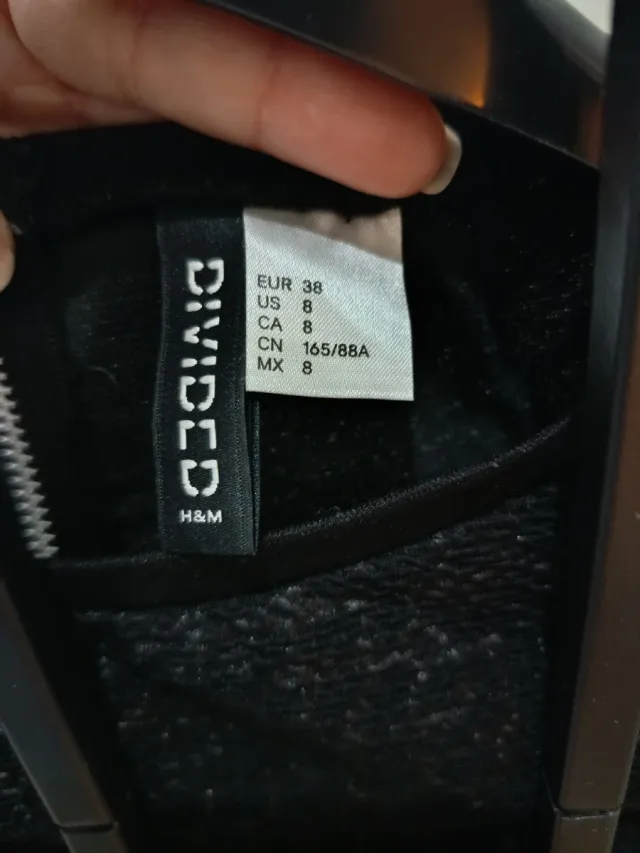 DIVIDED
H&M
EUR 38
US 8
CA 8
CN 165/88A
MX 8